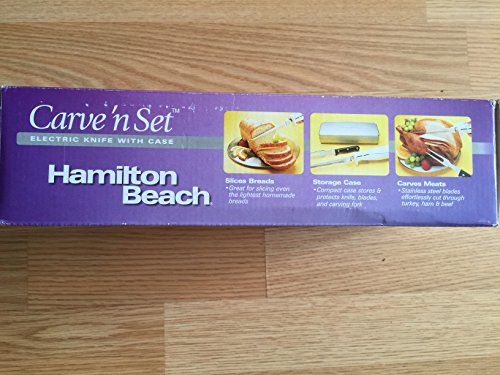 Carve 'n Set™
ELECTRIC KNIFE WITH CASE
Hamilton
Beach®
Slices Breads
• Great for slicing even
the lightest homemade
breads
Storage Case
• Compact case stores &
protects knife, blades,
and carving fork
Carves Meats
• Stainless steel blades
effortlessly cut through
turkey, ham & beef